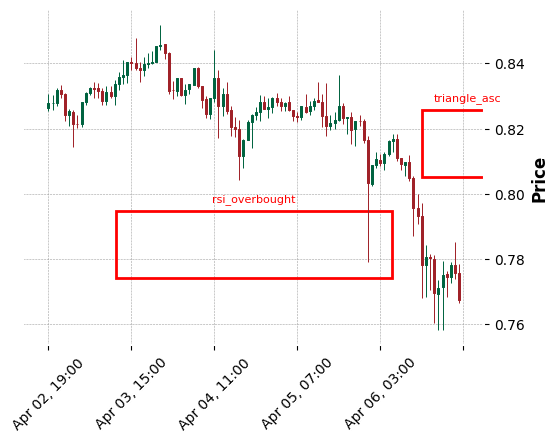 0.84
triangle_asc
0.82
Price
0.80
rsi_overbought
0.78
0.76
Apr 02, 19:00
Apr 03, 15:00
Apr 04, 11:00
Apr 05, 07:00
Apr 06, 03:00